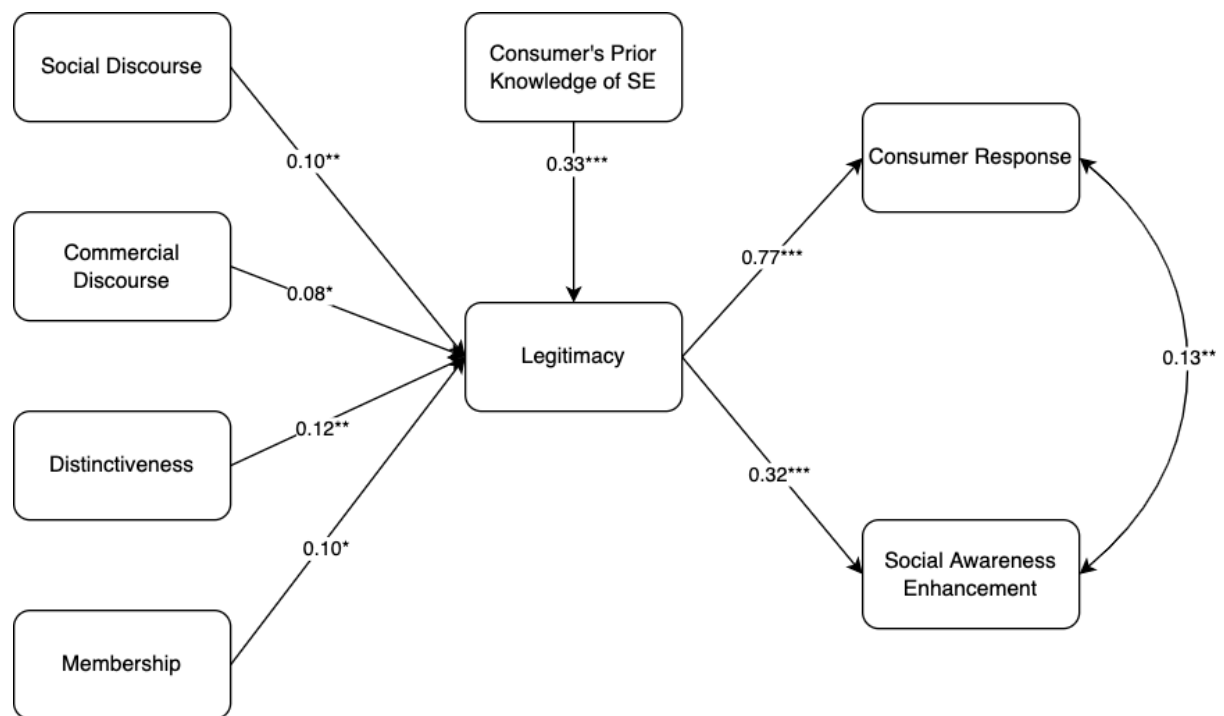 Social Discourse
Consumer's Prior
Knowledge of SE
Consumer Response
0.10**
0.33***
Commercial
Discourse
0.77***
0.08*
Legitimacy
0.13**
Distinctiveness
0.12**
0.32***
0.10*
Social Awareness
Enhancement
Membership